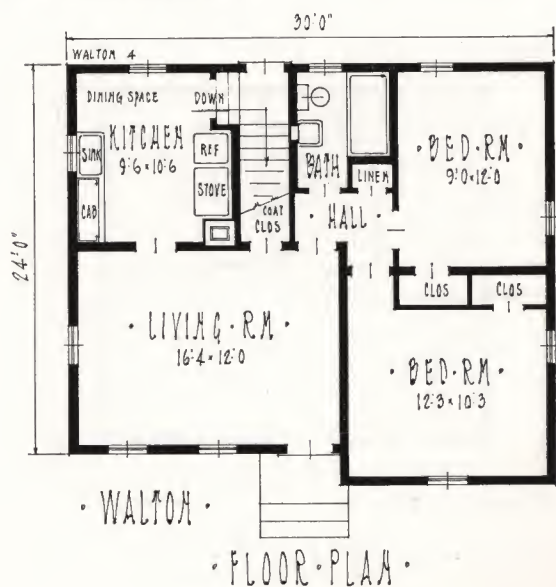 30'0"
WALTON 4
24'0"
DINING SPACE
DOWN
KITCHEN
9'6×10'6
SINK
CAB
REF
STOVE
COAT
CLOS
BATH
LINEN
HALL
·BED·RM·
9'0×12'0
CLOS
CLOS
·LIVING·RM·
16'4×12'0
·BED·RM·
12'3×10'3
·WALTON·
·FLOOR·PLAN·